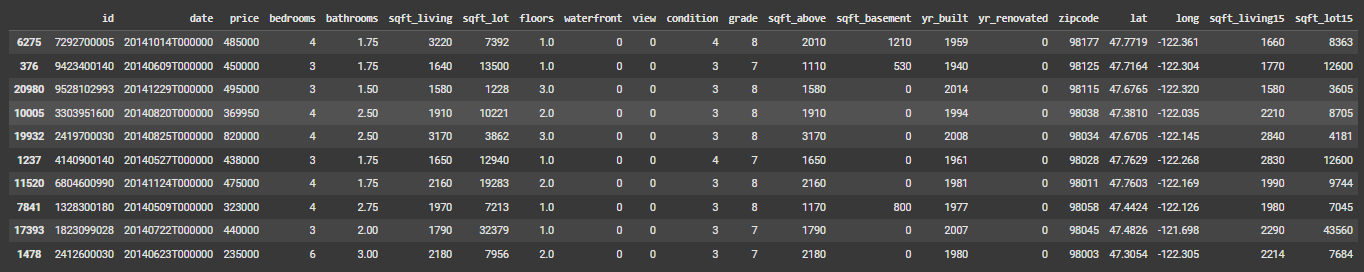 id date price bedrooms bathrooms sqft_living sqft_lot floors waterfront view condition grade sqft_above sqft_basement yr_built yr_renovated zipcode lat long sqft_living15 sqft_lot15
6275 7292700005 20141014T000000 485000 4 1.75 3220 7392 1.0 0 0 4 8 2010 1210 1959 0 98177 47.7719 -122.361 1660 8363
376 9423400140 20140609T000000 450000 3 1.75 1640 13500 1.0 0 0 3 7 1110 530 1940 0 98125 47.7164 -122.304 1770 12600
20980 9528102993 20141229T000000 495000 3 1.50 1580 1228 3.0 0 0 3 8 1580 0 2014 0 98115 47.6765 -122.320 1580 3605
10005 3303951600 20140820T000000 369950 4 2.50 1910 10221 2.0 0 0 3 8 1910 0 1994 0 98038 47.3810 -122.035 2210 8705
19932 2419700030 20140825T000000 820000 4 2.50 3170 3862 3.0 0 0 3 8 3170 0 2008 0 98034 47.6705 -122.145 2840 4181
1237 4140900140 20140527T000000 438000 3 1.75 1650 12940 1.0 0 0 4 7 1650 0 1961 0 98028 47.7629 -122.268 2830 12600
11520 6804600990 20141124T000000 475000 4 1.75 2160 19283 2.0 0 0 3 8 2160 0 1981 0 98011 47.7603 -122.169 1990 9744
7841 1328300180 20140509T000000 323000 4 2.75 1970 7213 1.0 0 0 3 8 1170 800 1977 0 98058 47.4424 -122.126 1980 7045
17393 1823099028 20140722T000000 440000 3 2.00 1790 32379 1.0 0 0 3 7 1790 0 2007 0 98045 47.4826 -121.698 2290 43560
1478 2412600030 20140623T000000 235000 6 3.00 2180 7956 2.0 0 0 3 7 2180 0 1980 0 98003 47.3054 -122.305 2214 7684